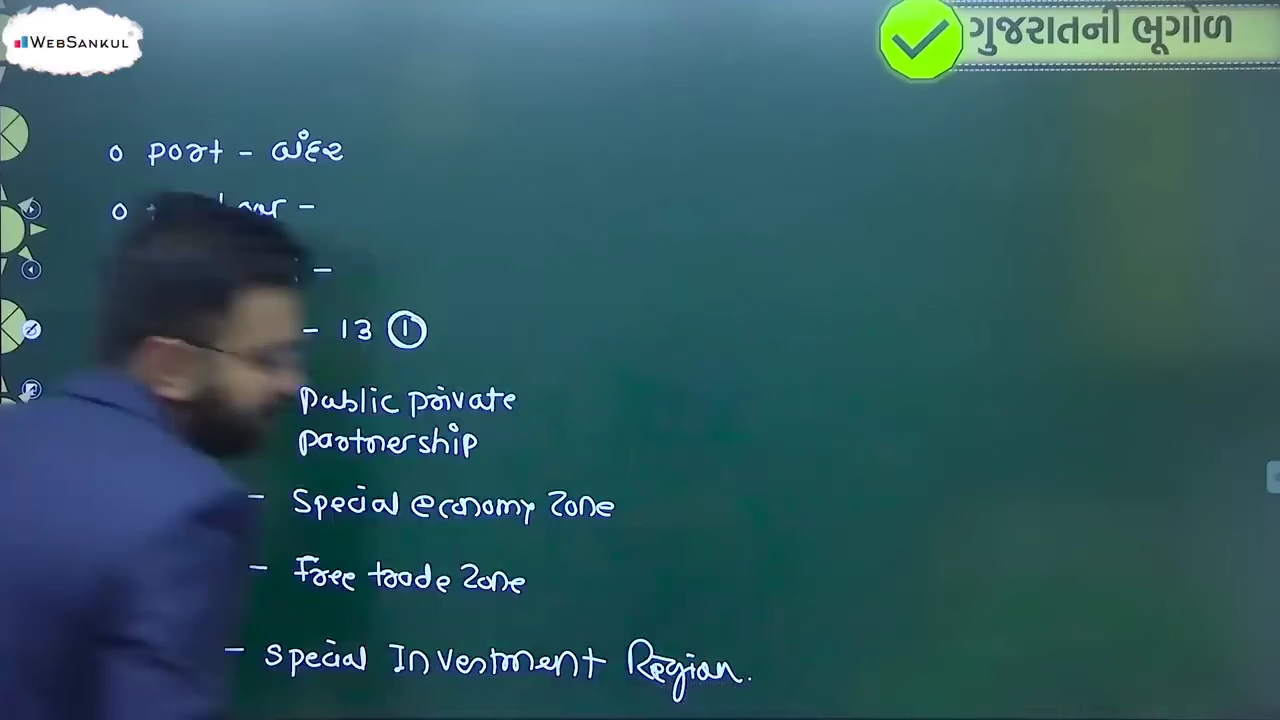 WEBSANKUL
ગુજરાતની ભૂગોળ
o port - બંદર
o
-
- 13 ①
public private
partnership
- Special economy Zone
- Free trade Zone
- Special Investment Region.